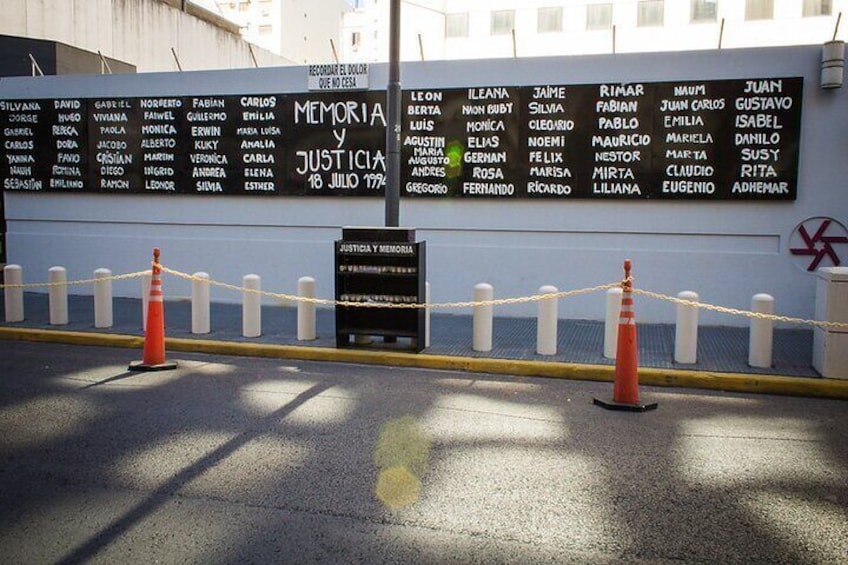 RECORDAR EL DOLOR
QUE NO CESA
SILVANA
JORGE
GABRIEL
CARLOS
YANINA
NAUM
SEBASTIÁN
DAVID
HUGO
REBECA
DORA
FAVIO
ROMINA
EMILIANO
GABRIEL
VIVIANA
PAOLA
JACOBO
CRISTIAN
DIEGO
RAMÓN
NORBERTO
FAIWEL
MONICA
ALBERTO
MARTIN
INGRID
LEONOR
FABIAN
GUILLERMO
ERWIN
KUKY
VERONICA
ANDREA
SILVIA
CARLOS
EMILIA
MARIA LUISA
ANALIA
CARLA
ELENA
ESTHER
MEMORIA
Y
JUSTICIA
18 JULIO 1994
LEON
BERTA
LUIS
AGUSTIN
MARIA
AUGUSTO
ANDRES
GREGORIO
ILEANA
NAON BUBY
MONICA
ELIAS
GERMAN
ROSA
FERNANDO
JAIME
SILVIA
OLEGARIO
NOEMI
FELIX
MARISA
RICARDO
RIMAR
FABIAN
PABLO
MAURICIO
NESTOR
MIRTA
LILIANA
NAUM
JUAN CARLOS
EMILIA
MARIELA
MARTA
CLAUDIO
EUGENIO
JUAN
GUSTAVO
ISABEL
DANILO
SUSY
RITA
ADHEMAR
JUSTICIA Y MEMORIA